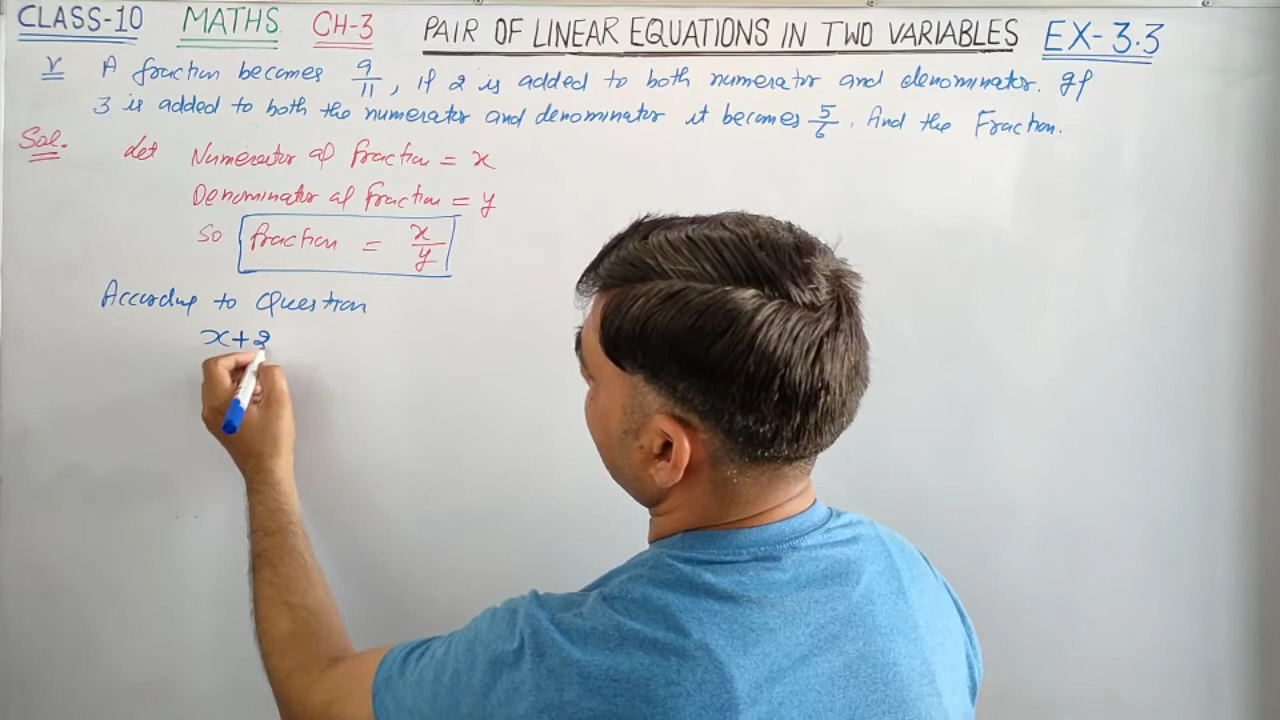 CLASS-10 MATHS CH-3 PAIR OF LINEAR EQUATIONS IN TWO VARIABLES EX-3.3
V A fraction becomes 9/11, if 2 is added to both numerator and denominator. If
3 is added to both the numerator and denominator it becomes 5/6. Find the Fraction.
Sol. Let Numerator of fraction = x
Denominator of fraction = y
So fraction = x/y
According to Question
x+2